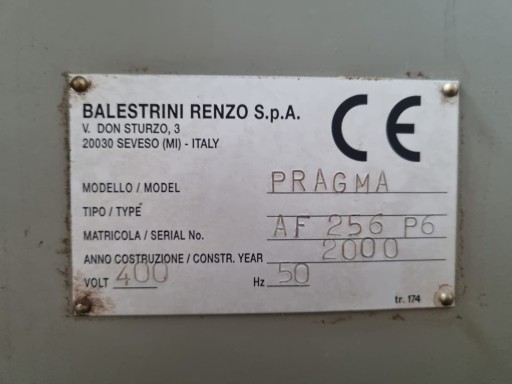 BALESTRINI RENZO S.p.A.
V. DON STURZO, 3
20030 SEVESO (MI) - ITALY
CE
MODELLO / MODEL PRAGMA
TIPO / TYPE
MATRICOLA / SERIAL No. AF 256 P6
ANNO COSTRUZIONE / CONSTR. YEAR 2000
VOLT 400 Hz 50
tr. 174